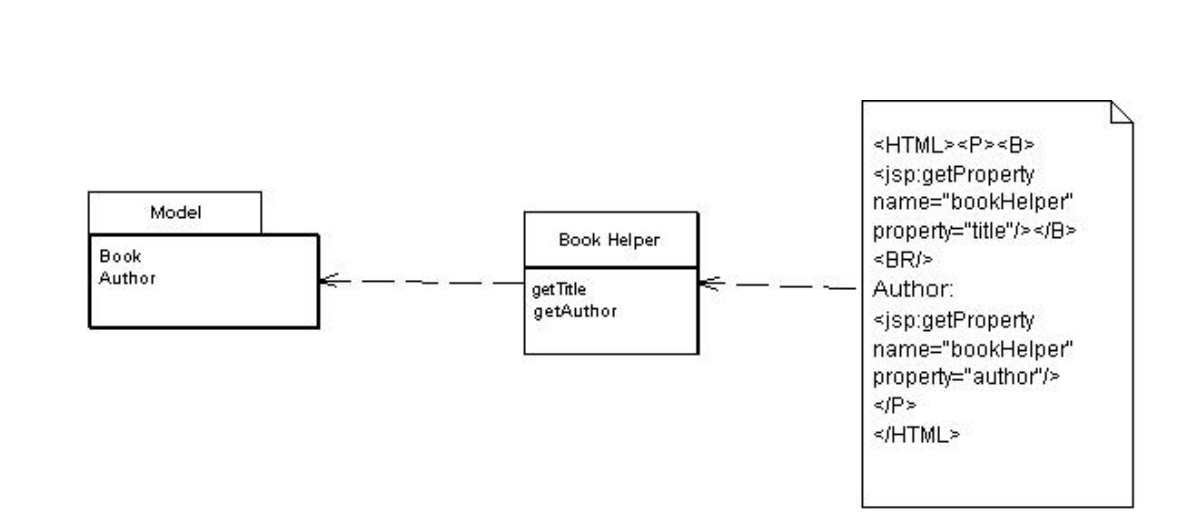 Model
Book
Author
Book Helper
getTitle
getAuthor
<HTML><P><B>
<jsp:getProperty
name="bookHelper"
property="title"/></B>
<BR/>
Author:
<jsp:getProperty
name="bookHelper"
property="author"/>
</P>
</HTML>